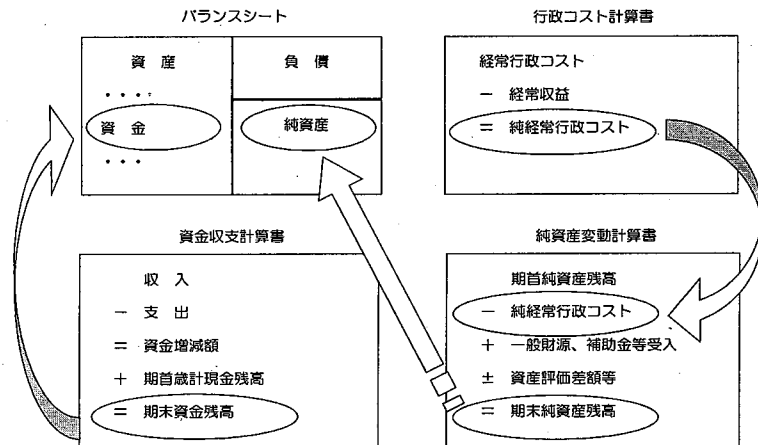 バランスシート
資 産
・・・・
資 金
・・・
負 債
純資産
行政コスト計算書
経常行政コスト
－ 経常収益
＝ 純経常行政コスト
資金収支計算書
収 入
－ 支 出
＝ 資金増減額
＋ 期首歳計現金残高
＝ 期末資金残高
純資産変動計算書
期首純資産残高
－ 純経常行政コスト
＋ 一般財源、補助金等受入
± 資産評価差額等
＝ 期末純資産残高